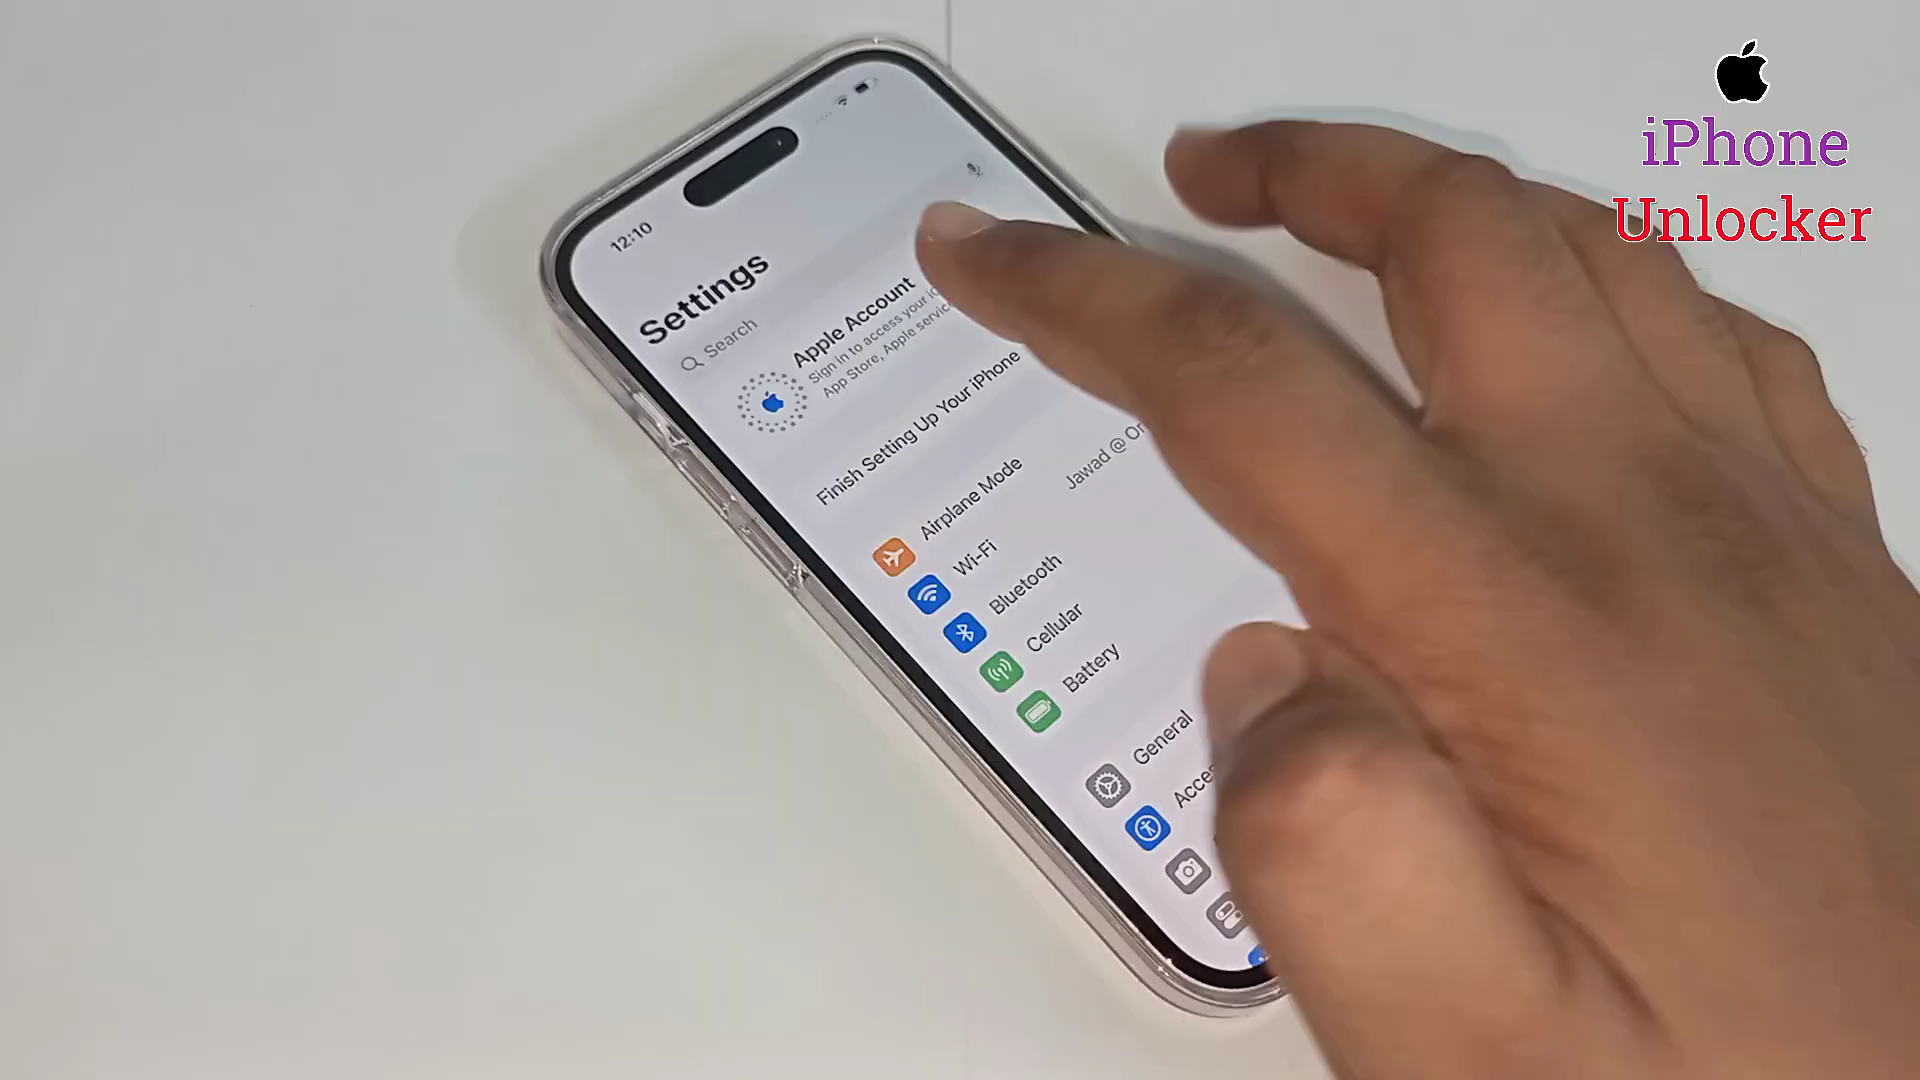 iPhone
Unlocker
12:10
Settings
Search
Apple Account
Sign in to access your
App Store, Apple
Finish Setting Up Your iPhone
Airplane Mode
Wi-Fi
Jawad @
Bluetooth
Cellular
Battery
General